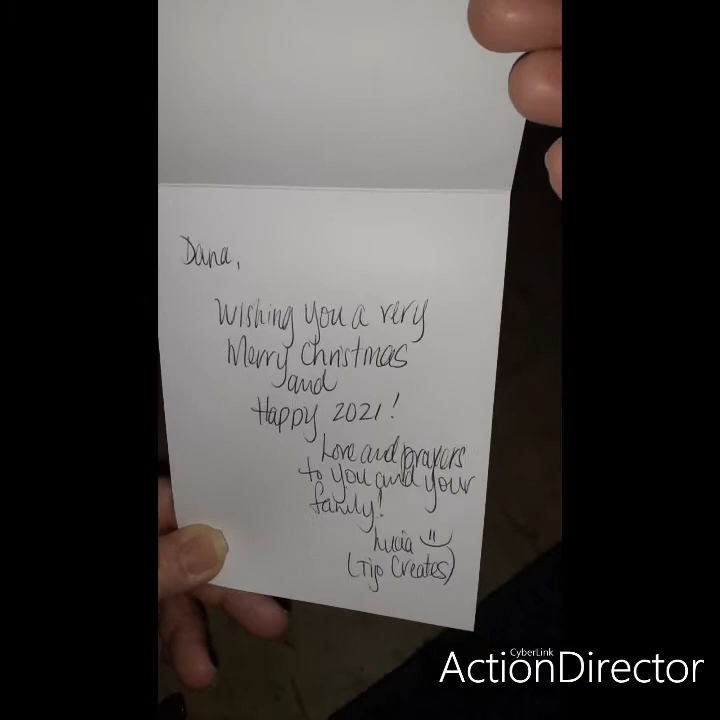 Dana,
Wishing you a very
Merry Christmas
and
Happy 2021!
Love and prayers
to you and your
family!
Lucia
(Tijo Creates)
CyberLink
ActionDirector